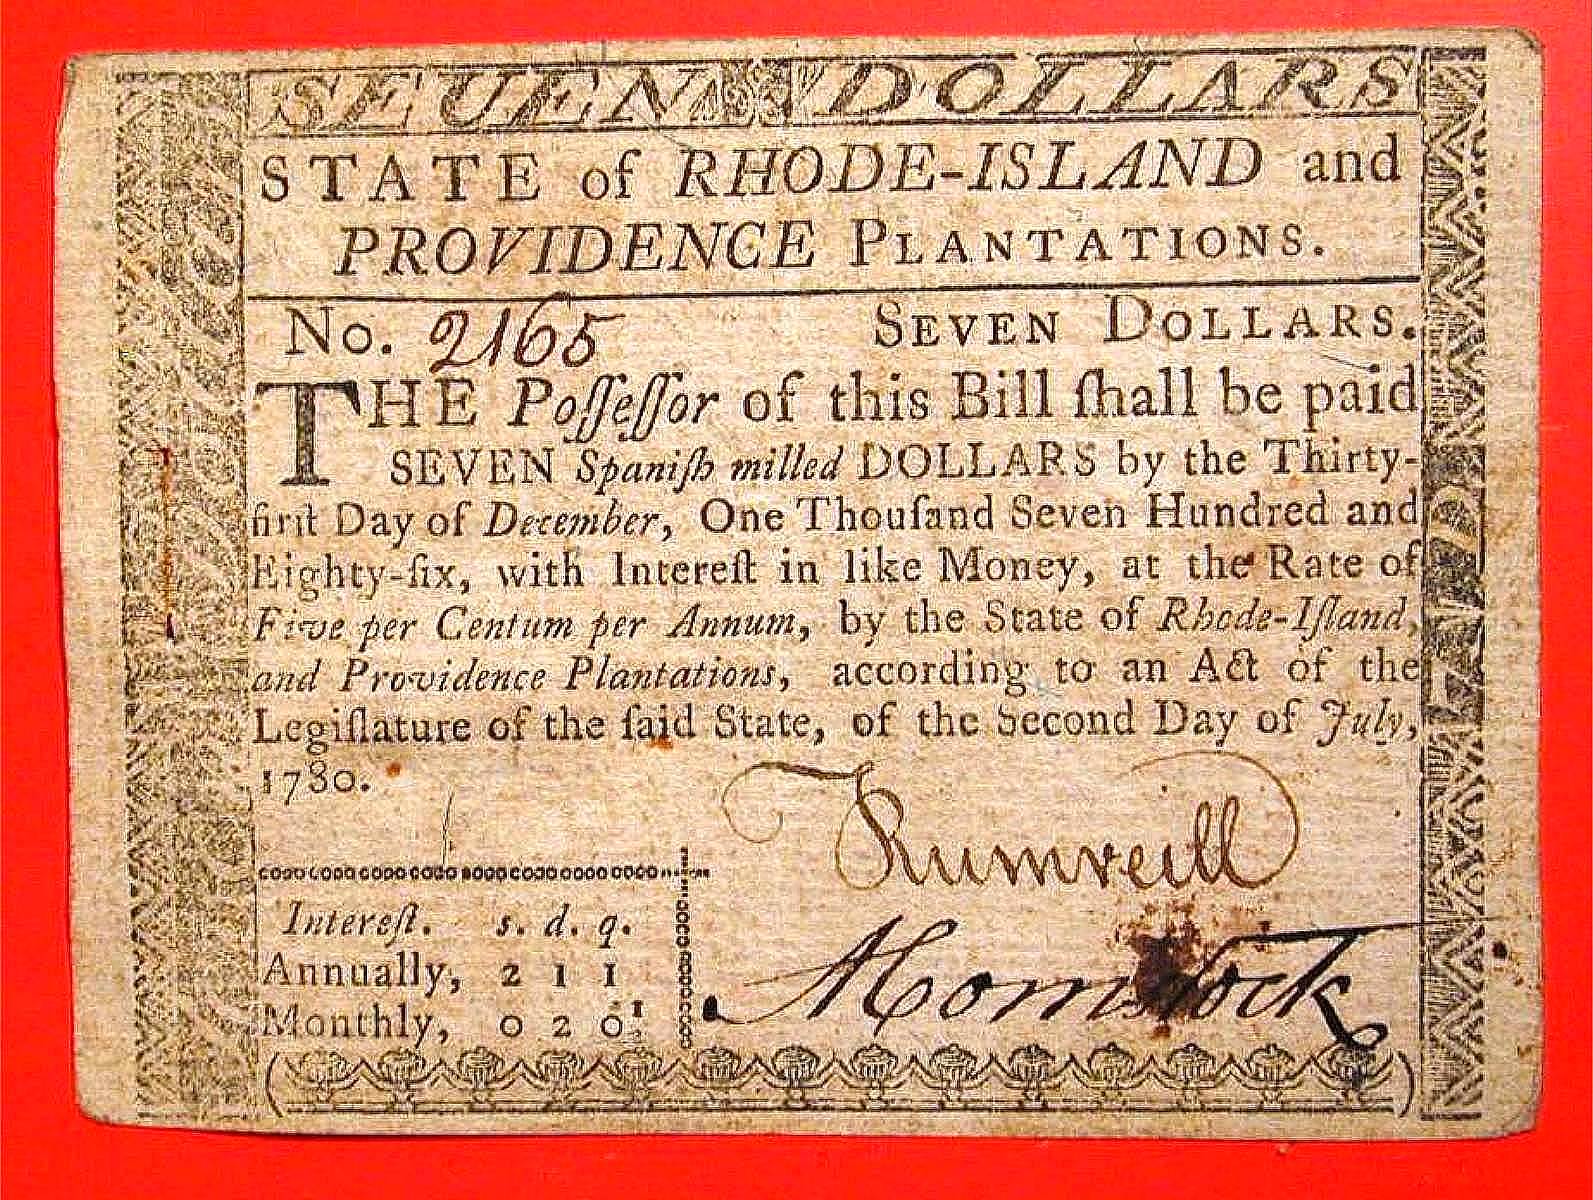 SEVEN DOLLARS
STATE of RHODE-ISLAND and
PROVIDENCE PLANTATIONS.
No. 2165 SEVEN DOLLARS.
THE Poſſeſſor of this Bill ſhall be paid
SEVEN Spaniſh milled DOLLARS by the Thirty-
firſt Day of December, One Thouſand Seven Hundred and
Eighty-ſix, with Intereſt in like Money, at the Rate of
Five per Centum per Annum, by the State of Rhode-Iſland,
and Providence Plantations, according to an Act of the
Legiſlature of the ſaid State, of the Second Day of July,
1780.
Rumreill
Intereſt. s. d. q.
Annually, 2 1 1
A Comstock
Monthly, 0 2 0